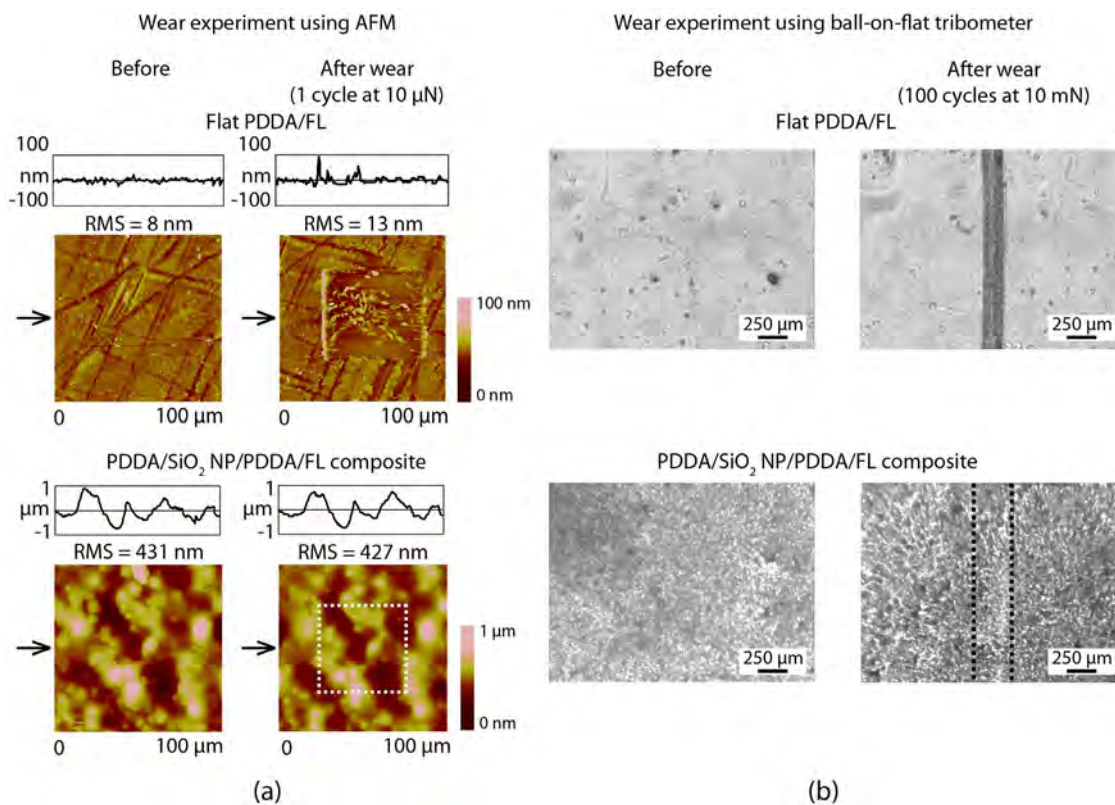 Wear experiment using AFM
Before
After wear
(1 cycle at 10 µN)
Flat PDDA/FL
100
nm
-100
100
nm
-100
RMS = 8 nm
RMS = 13 nm
100 nm
0 nm
0
100 µm
0
100 µm
PDDA/SiO₂ NP/PDDA/FL composite
1
µm
-1
1
µm
-1
RMS = 431 nm
RMS = 427 nm
1 µm
0 nm
0
100 µm
0
100 µm
(a)
Wear experiment using ball-on-flat tribometer
Before
After wear
(100 cycles at 10 mN)
Flat PDDA/FL
250 µm
250 µm
PDDA/SiO₂ NP/PDDA/FL composite
250 µm
250 µm
(b)